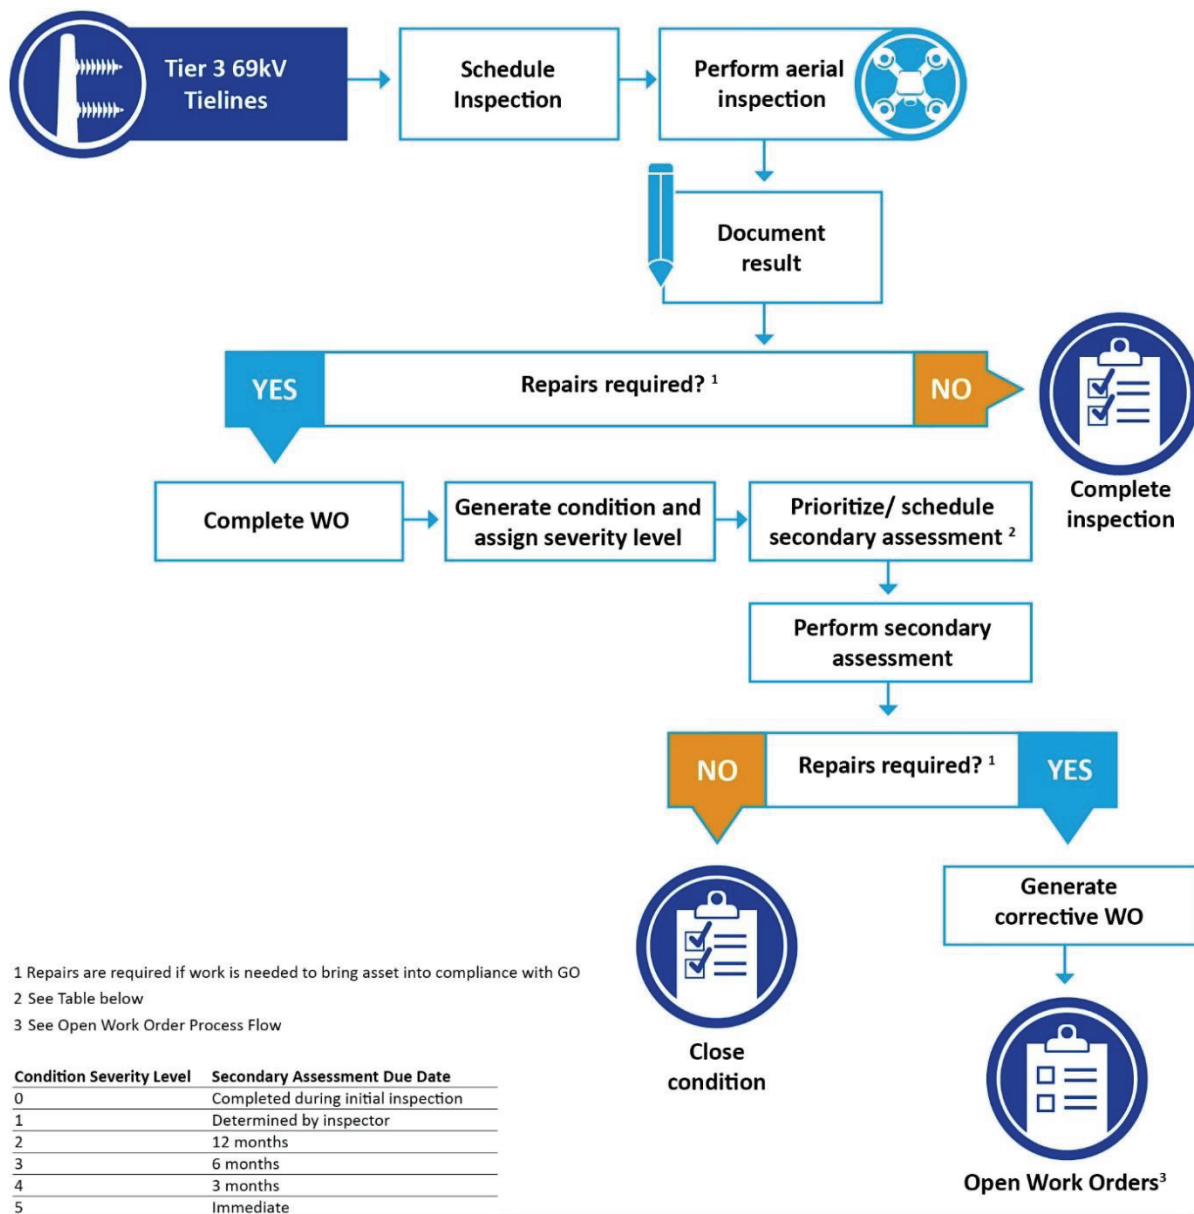 Tier 3 69kV
Tielines
Schedule
Inspection
Perform aerial
inspection
Document
result
YES
Repairs required? 1
NO
Complete
inspection
Complete WO
Generate condition and
assign severity level
Prioritize/ schedule
secondary assessment 2
Perform secondary
assessment
NO
Repairs required? 1
YES
Close
condition
Generate
corrective WO
Open Work Orders3
1 Repairs are required if work is needed to bring asset into compliance with GO
2 See Table below
3 See Open Work Order Process Flow
Condition Severity Level Secondary Assessment Due Date
0 Completed during initial inspection
1 Determined by inspector
2 12 months
3 6 months
4 3 months
5 Immediate